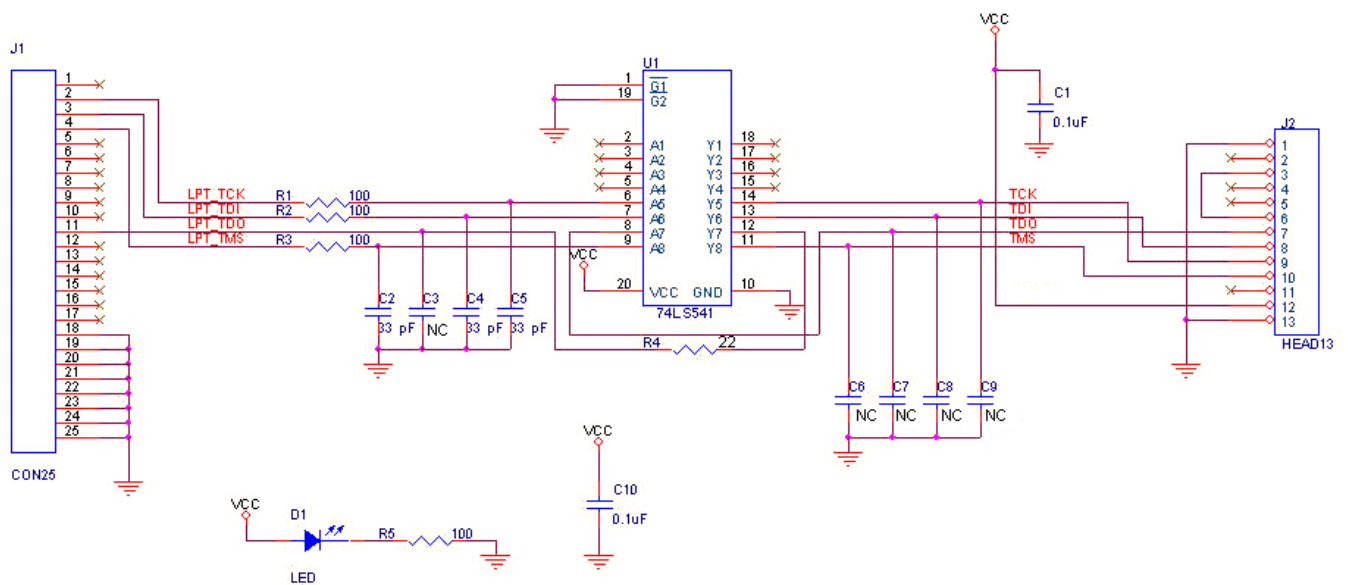 VCC
J1
U1
C1
0.1uF
J2
1
2
3
4
5
6
7
8
9
10
11
12
13
14
15
16
17
18
19
20
21
22
23
24
25
CON25
LPT_TCK
LPT_TDI
LPT_TDO
LPT_TMS
R1 100
R2 100
R3 100
C2
33 pF
C3
NC
C4
33 pF
C5
33 pF
1 G1
19 G2
2 A1 Y1 18
3 A2 Y2 17
4 A3 Y3 16
5 A4 Y4 15
6 A5 Y5 14
7 A6 Y6 13
8 A7 Y7 12
9 A8 Y8 11
VCC
20 VCC GND 10
74LS541
R4 22
TCK
TDI
TDO
TMS
1
2
3
4
5
6
7
8
9
10
11
12
13
HEAD13
C6
NC
C7
NC
C8
NC
C9
NC
VCC
C10
0.1uF
VCC
D1
LED
R5 100